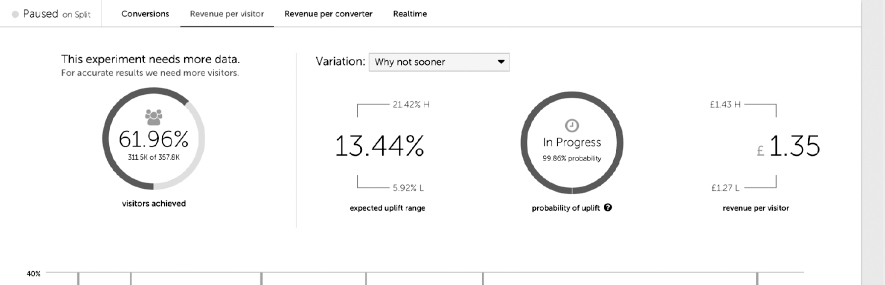 Paused on Split Conversions Revenue per visitor Revenue per converter Realtime
This experiment needs more data.
For accurate results we need more visitors.
61.96%
311.5K of 357.8K
visitors achieved
Variation: Why not sooner
21.42% H
13.44%
5.92% L
expected uplift range
In Progress
99.86% probability
probability of uplift ?
£1.43 H
£ 1.35
£1.27 L
revenue per visitor
40%